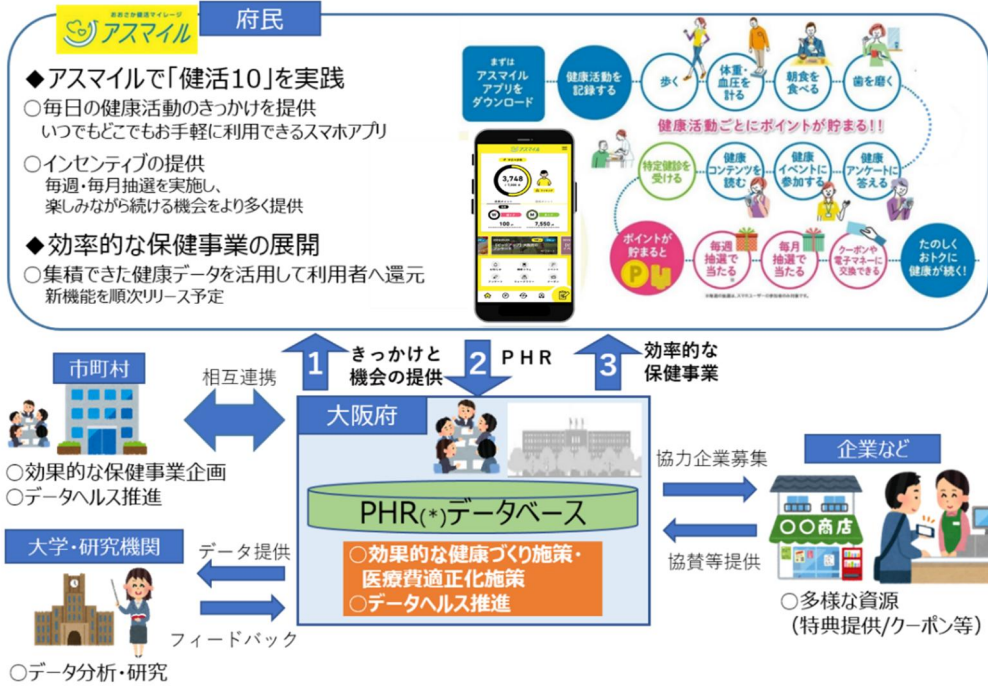 おおさか健活マイレージ
アスマイル
府民
◆アスマイルで「健活10」を実践
○毎日の健康活動のきっかけを提供
いつでもどこでもお手軽に利用できるスマホアプリ
○インセンティブの提供
毎週・毎月抽選を実施し、
楽しみながら続ける機会をより多く提供
◆効率的な保健事業の展開
○集積できた健康データを活用して利用者へ還元
新機能を順次リリース予定
まずは
アスマイル
アプリを
ダウンロード
健康活動を
記録する
歩く
体重・
血圧を
計る
朝食を
食べる
歯を磨く
健康活動ごとにポイントが貯まる!!
特定健診を
受ける
健康
コンテンツを
読む
健康
イベントに
参加する
健康
アンケートに
答える
ポイントが
貯まると
毎週
抽選で
当たる
毎月
抽選で
当たる
クーポンや
電子マネーに
交換できる
たのしく
おトクに
健康が続く!
アスマイル
3,748
100
7,550
1
きっかけと
機会の提供
2
PHR
3
効率的な
保健事業
市町村
相互連携
○効果的な保健事業企画
○データヘルス推進
大阪府
PHR(*)データベース
○効果的な健康づくり施策・
医療費適正化施策
○データヘルス推進
大学・研究機関
データ提供
フィードバック
○データ分析・研究
協力企業募集
協賛等提供
企業など
〇〇商店
○多様な資源
（特典提供/クーポン等）